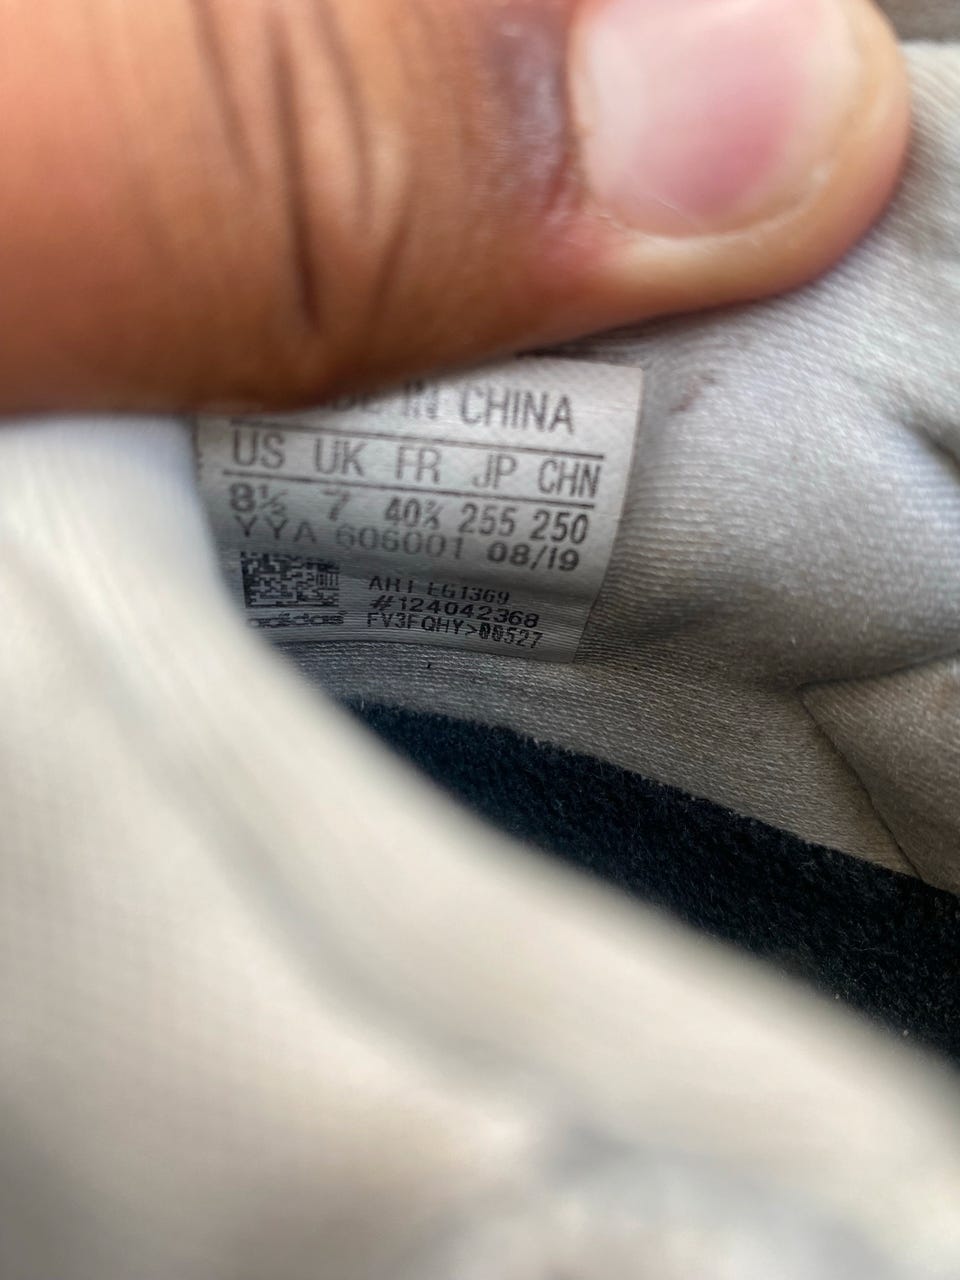 IN CHINA
US UK FR JP CHN
8½ 7 40⅔ 255 250
YYA 606001 08/19
ART EG1369
#124042368
adidas FV3FQHY>00527